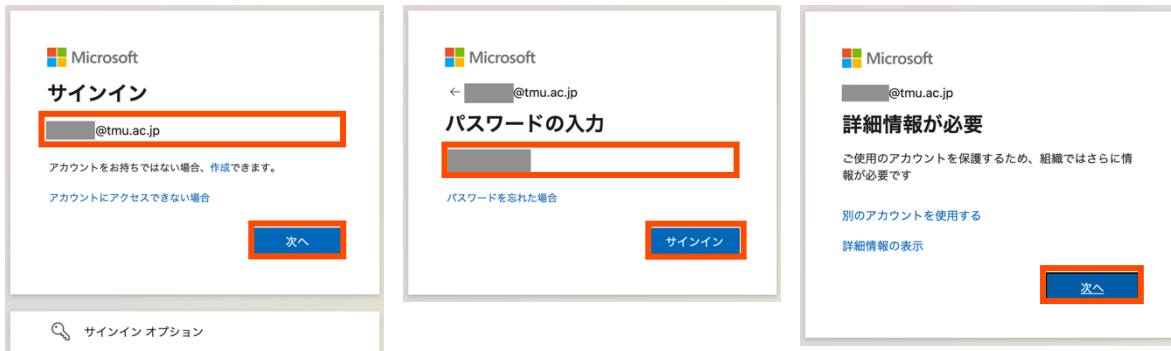 Microsoft
サインイン
@tmu.ac.jp
アカウントをお持ちではない場合、作成できます。
アカウントにアクセスできない場合
次へ
サインイン オプション
Microsoft
← @tmu.ac.jp
パスワードの入力
パスワードを忘れた場合
サインイン
Microsoft
@tmu.ac.jp
詳細情報が必要
ご使用のアカウントを保護するため、組織ではさらに情
報が必要です
別のアカウントを使用する
詳細情報の表示
次へ